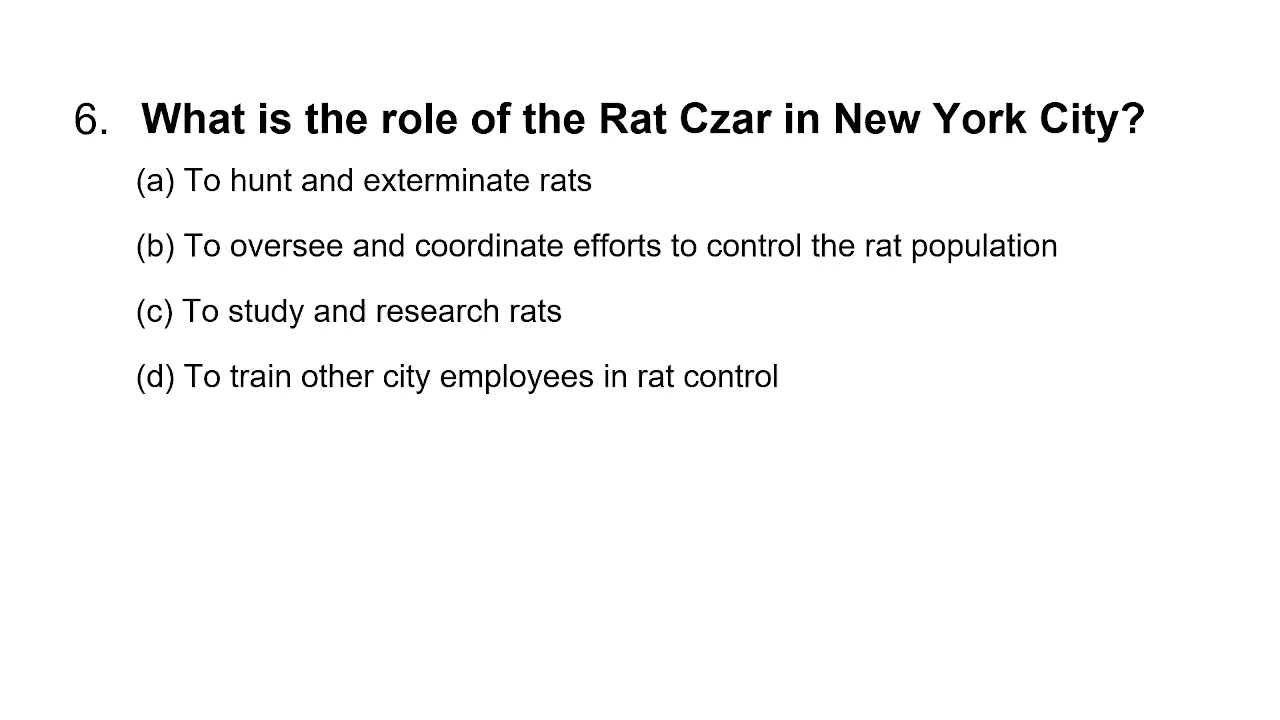 6. What is the role of the Rat Czar in New York City?
(a) To hunt and exterminate rats
(b) To oversee and coordinate efforts to control the rat population
(c) To study and research rats
(d) To train other city employees in rat control